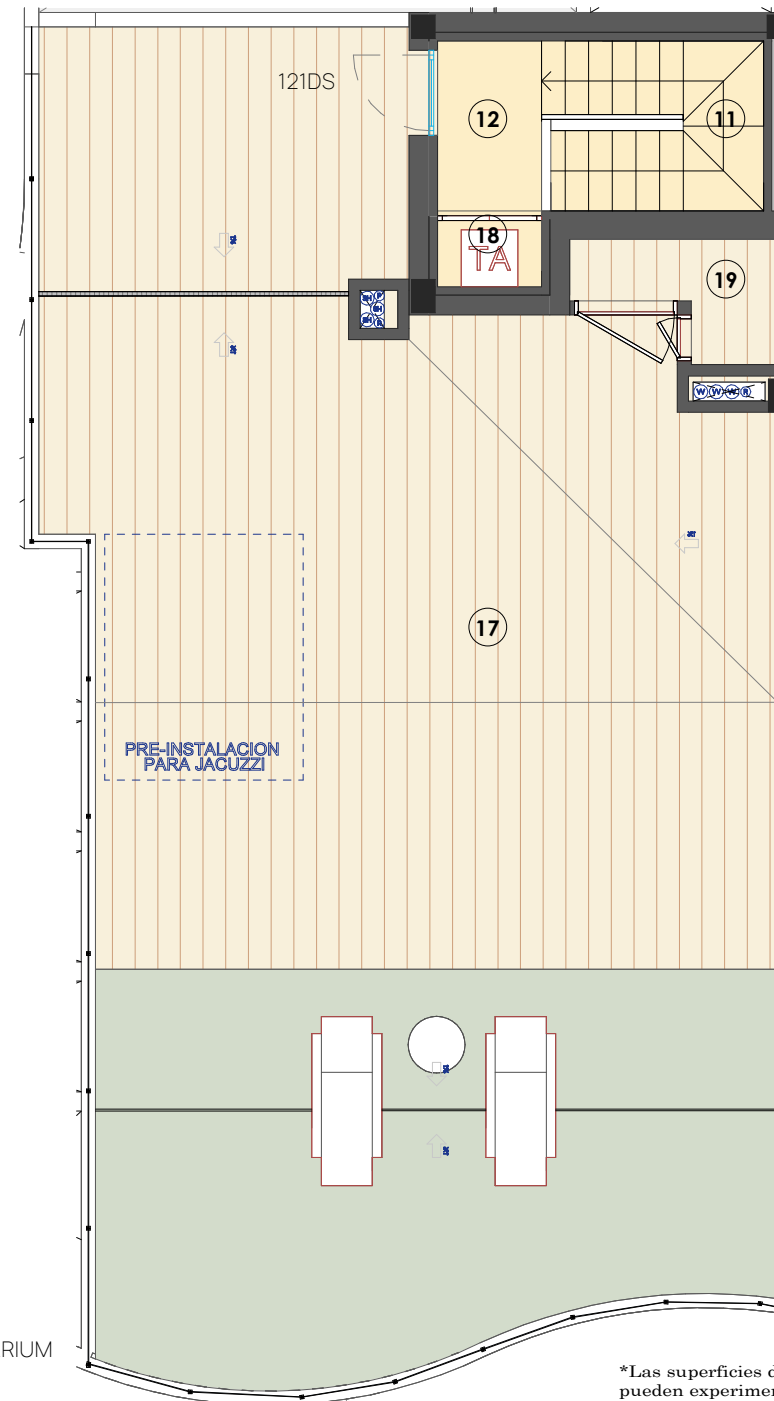 121DS
12
11
18
TA
19
W W W R
17
PRE-INSTALACION
PARA JACUZZI
RIUM
*Las superficies d
pueden experimen